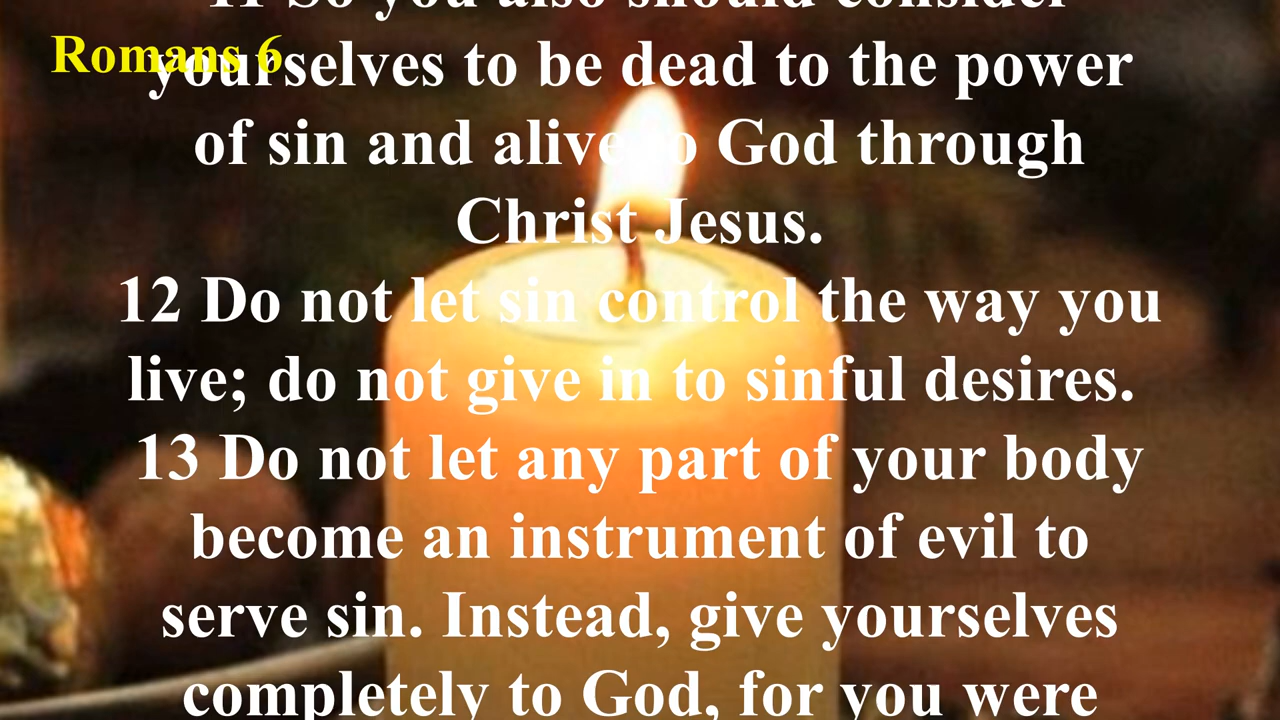 11 So you also should consider
Romans 6
yourselves to be dead to the power
of sin and alive to God through
Christ Jesus.
12 Do not let sin control the way you
live; do not give in to sinful desires.
13 Do not let any part of your body
become an instrument of evil to
serve sin. Instead, give yourselves
completely to God, for you were